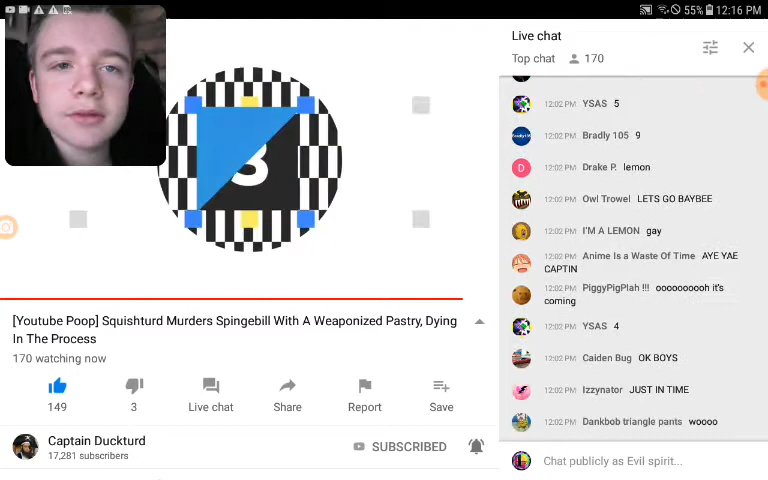 55% 12:16 PM
Live chat
Top chat 170
12:02 PM YSAS 5
12:02 PM Bradly 105 9
D 12:02 PM Drake P. lemon
12:02 PM Owl Trowel LETS GO BAYBEE
12:02 PM I'M A LEMON gay
12:02 PM Anime Is a Waste Of Time AYE YAE
CAPTIN
12:02 PM PiggyPigPlah !!! ooooooooooh it's
coming
12:02 PM YSAS 4
12:02 PM Caiden Bug OK BOYS
12:02 PM Izzynator JUST IN TIME
12:02 PM Dankbob triangle pants woooo
Chat publicly as Evil spirit...
3
[Youtube Poop] Squishturd Murders Spingebill With A Weaponized Pastry, Dying
In The Process
170 watching now
149 3 Live chat Share Report Save
Captain Duckturd
17,281 subscribers
SUBSCRIBED